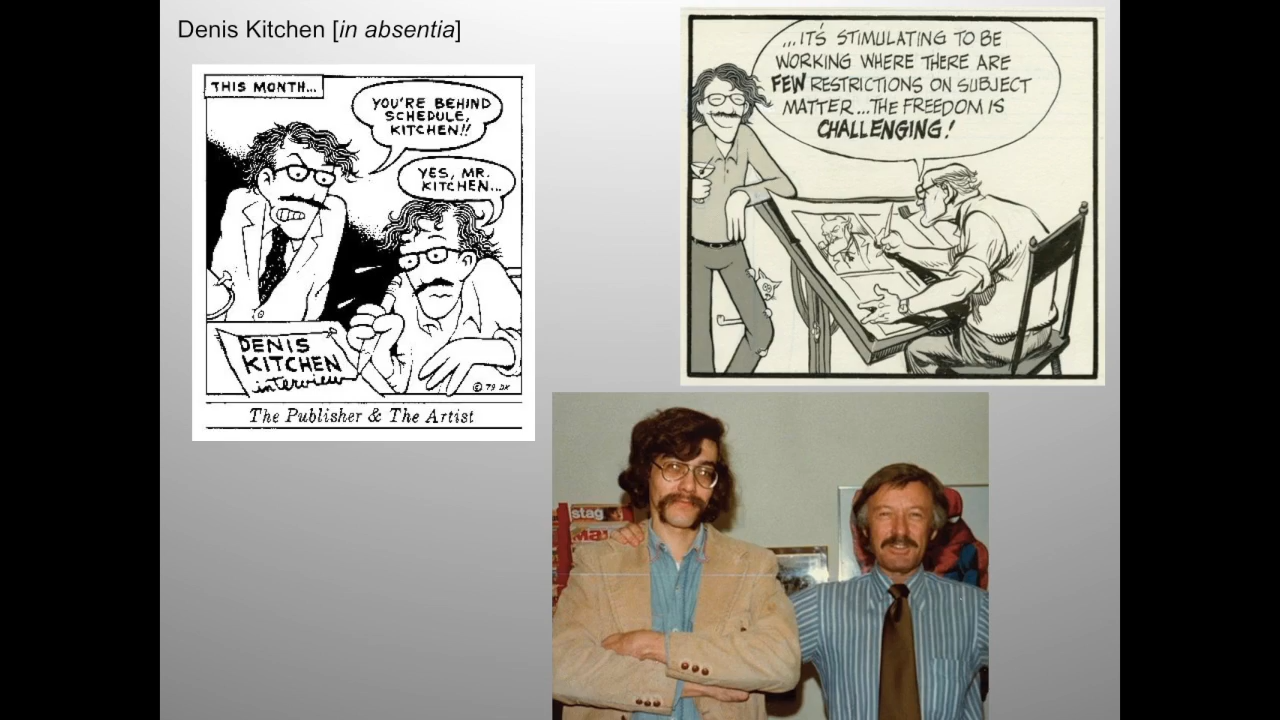 Denis Kitchen [in absentia]
THIS MONTH...
YOU'RE BEHIND
SCHEDULE,
KITCHEN!!
YES, MR.
KITCHEN...
DENIS
KITCHEN
interview
© '79 DK
The Publisher & The Artist
...IT'S STIMULATING TO BE
WORKING WHERE THERE ARE
FEW RESTRICTIONS ON SUBJECT
MATTER...THE FREEDOM IS
CHALLENGING!
stag